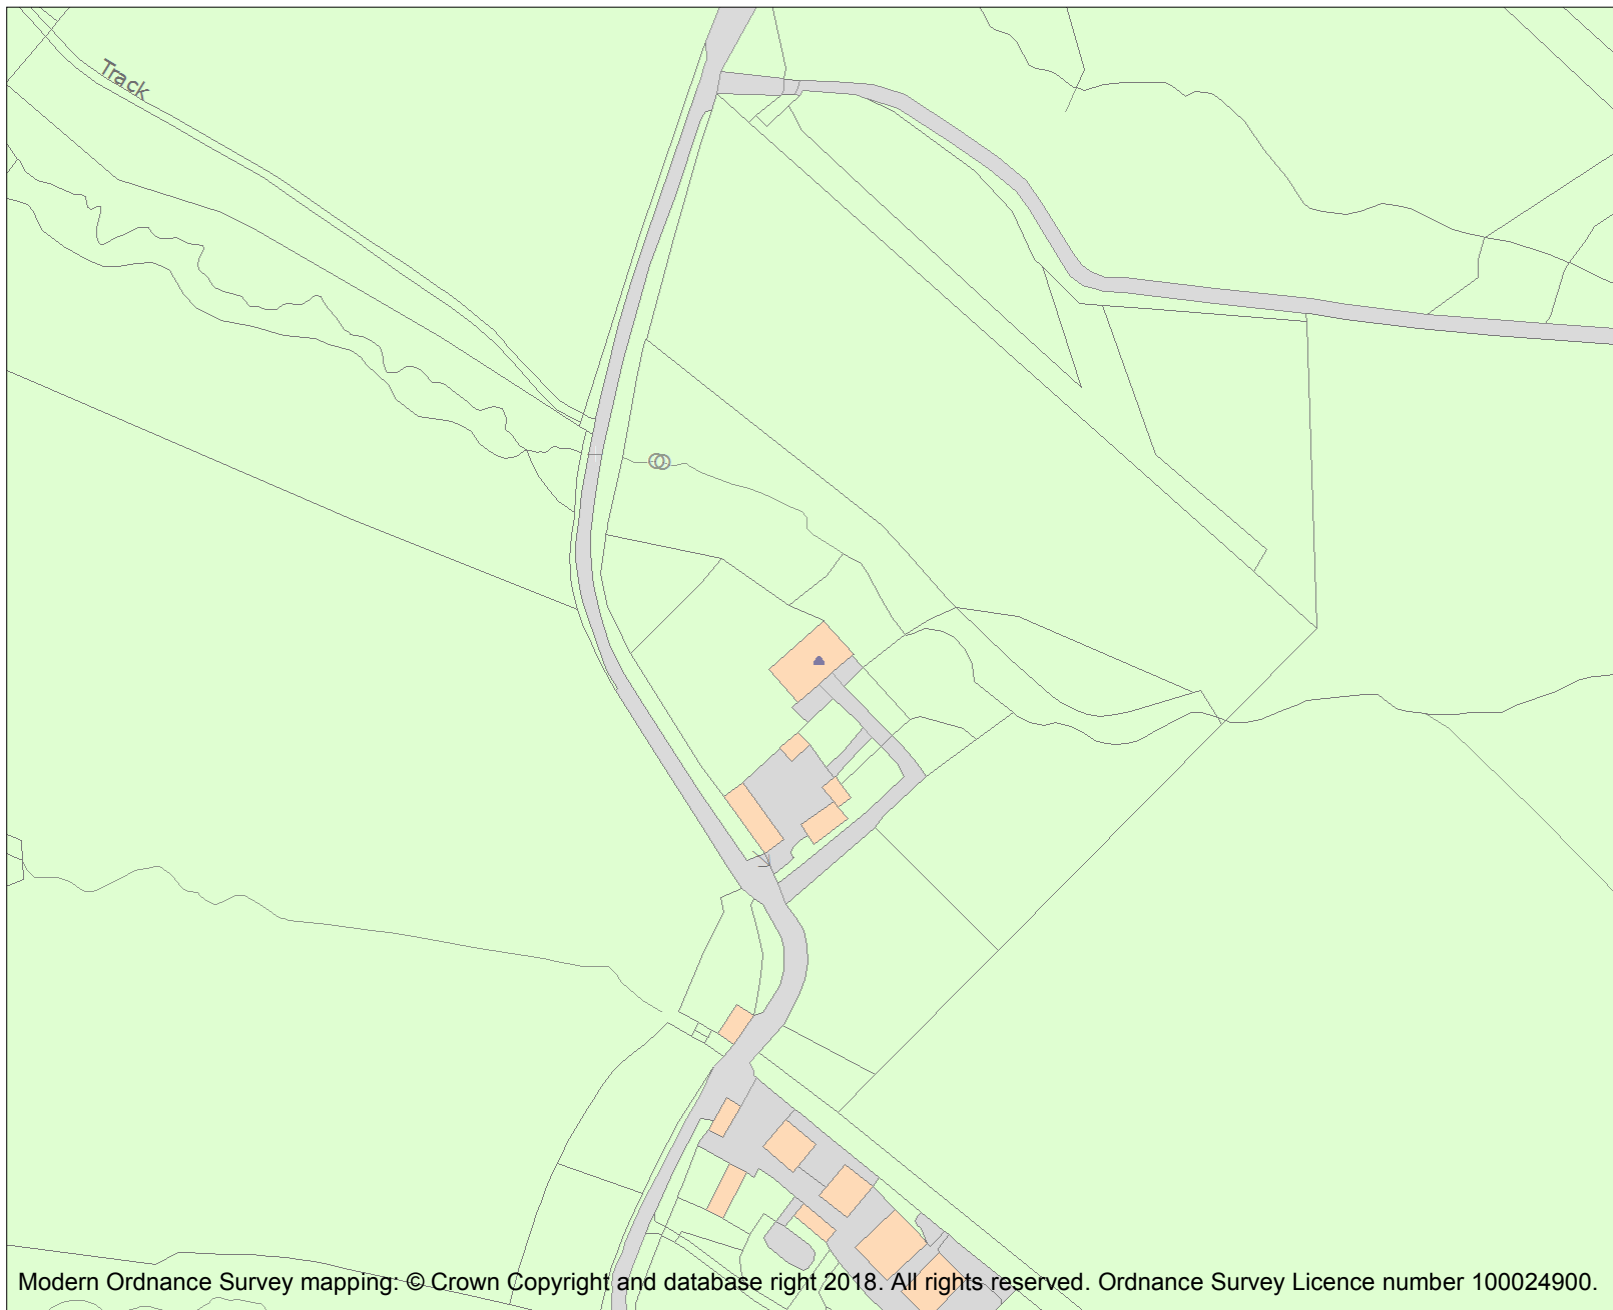 Track
Modern Ordnance Survey mapping: © Crown Copyright and database right 2018. All rights reserved. Ordnance Survey Licence number 100024900.